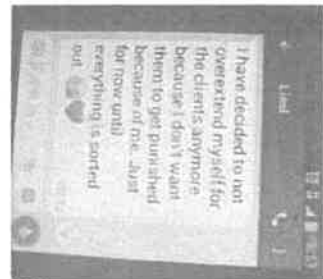 I have decided to not
overextend myself for
the clients anymore
because I don't want
them to get punished
because of me. Just
for now until
everything is sorted
out.